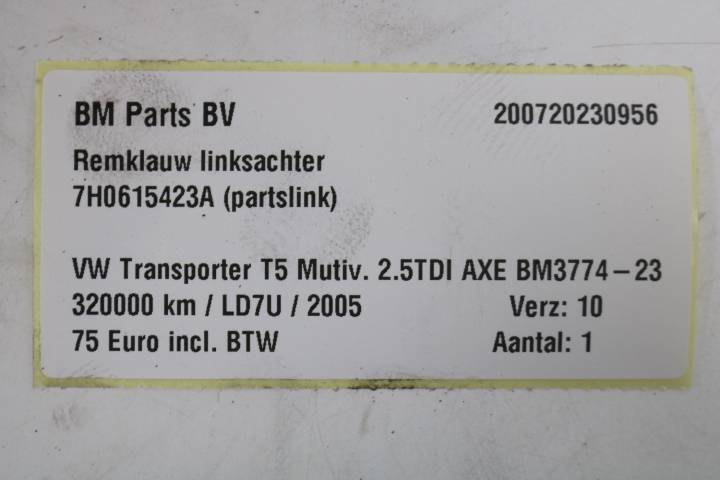 BM Parts BV 200720230956
Remklauw linksachter
7H0615423A (partslink)
VW Transporter T5 Mutiv. 2.5TDI AXE BM3774-23
320000 km / LD7U / 2005 Verz: 10
75 Euro incl. BTW Aantal: 1